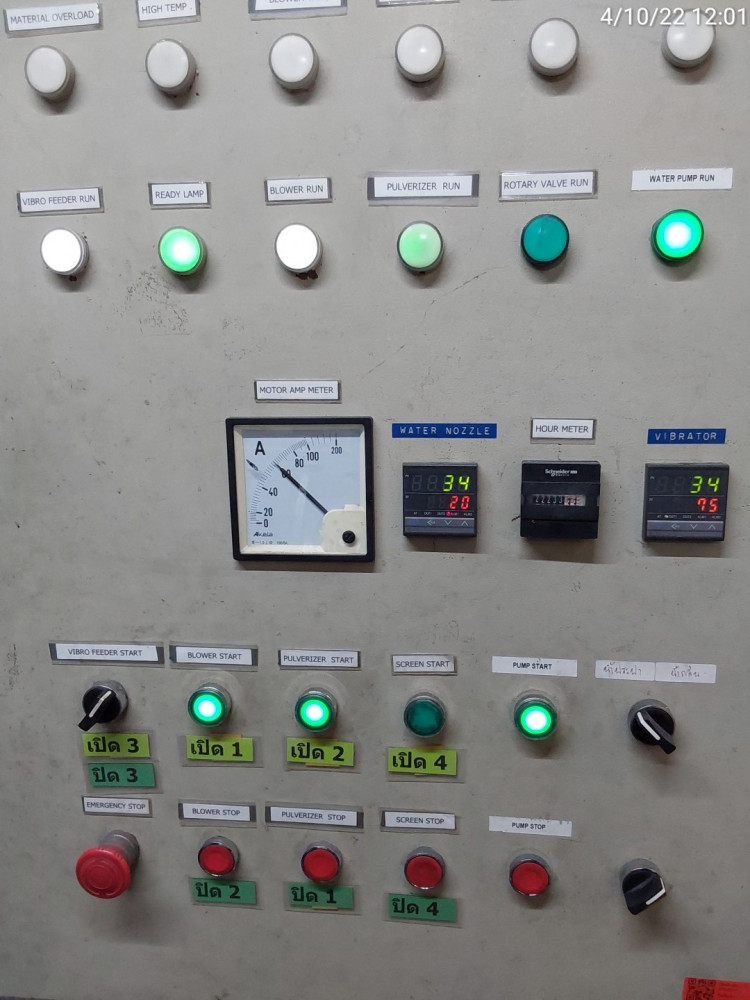 4/10/22 12:01
MATERIAL OVERLOAD
HIGH TEMP
VIBRO FEEDER RUN
READY LAMP
BLOWER RUN
PULVERIZER RUN
ROTARY VALVE RUN
WATER PUMP RUN
MOTOR AMP METER
WATER NOZZLE
HOUR METER
VIBRATOR
A
80
100
200
60
40
20
0
34
20
Schneider
34
75
VIBRO FEEDER START
BLOWER START
PULVERIZER START
SCREEN START
PUMP START
เปิด 3
เปิด 1
เปิด 2
เปิด 4
ปิด 3
EMERGENCY STOP
BLOWER STOP
PULVERIZER STOP
SCREEN STOP
PUMP STOP
ปิด 2
ปิด 1
ปิด 4